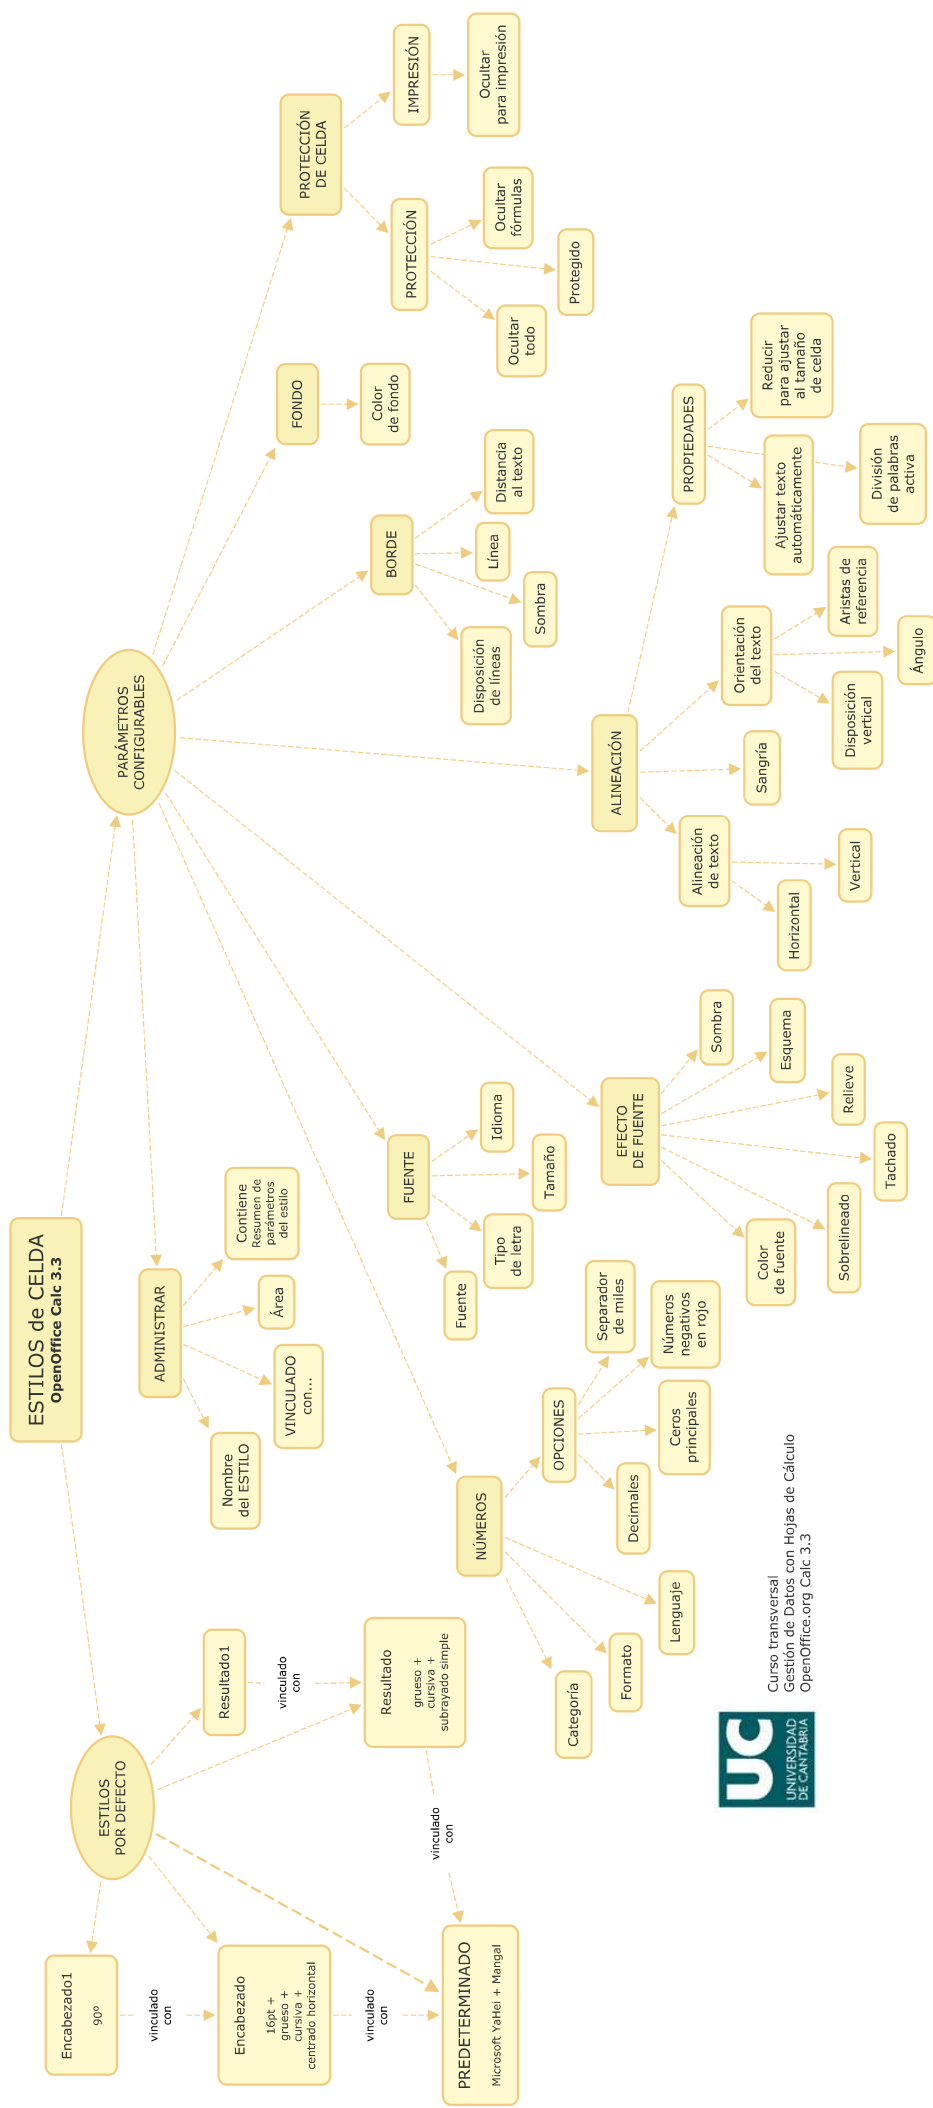 ESTILOS de CELDA
OpenOffice Calc 3.3
ESTILOS
POR DEFECTO
Encabezado1
90º
vinculado
con
Encabezado
16pt +
grueso +
cursiva +
centrado horizontal
vinculado
con
PREDETERMINADO
Microsoft YaHei + Mangal
Resultado1
vinculado
con
Resultado
grueso +
cursiva +
subrayado simple
vinculado
con
PARÁMETROS
CONFIGURABLES
ADMINISTRAR
Nombre
del ESTILO
VINCULADO
con...
Área
Contiene
Resumen de
parámetros
del estilo
NÚMEROS
Categoría
Formato
Lenguaje
OPCIONES
Decimales
Ceros
principales
Números
negativos
en rojo
Separador
de miles
FUENTE
Fuente
Tipo
de letra
Tamaño
Idioma
EFECTO
DE FUENTE
Color
de fuente
Sobrelineado
Tachado
Relieve
Esquema
Sombra
ALINEACIÓN
Alineación
de texto
Horizontal
Vertical
Sangría
Orientación
del texto
Disposición
vertical
Ángulo
Aristas de
referencia
PROPIEDADES
Ajustar texto
automáticamente
División
de palabras
activa
Reducir
para ajustar
al tamaño
de celda
BORDE
Disposición
de líneas
Sombra
Línea
Distancia
al texto
FONDO
Color
de fondo
PROTECCIÓN
DE CELDA
PROTECCIÓN
Ocultar
todo
Protegido
Ocultar
fórmulas
IMPRESIÓN
Ocultar
para impresión
UC
UNIVERSIDAD
DE CANTABRIA
Curso transversal
Gestión de Datos con Hojas de Cálculo
OpenOffice.org Calc 3.3